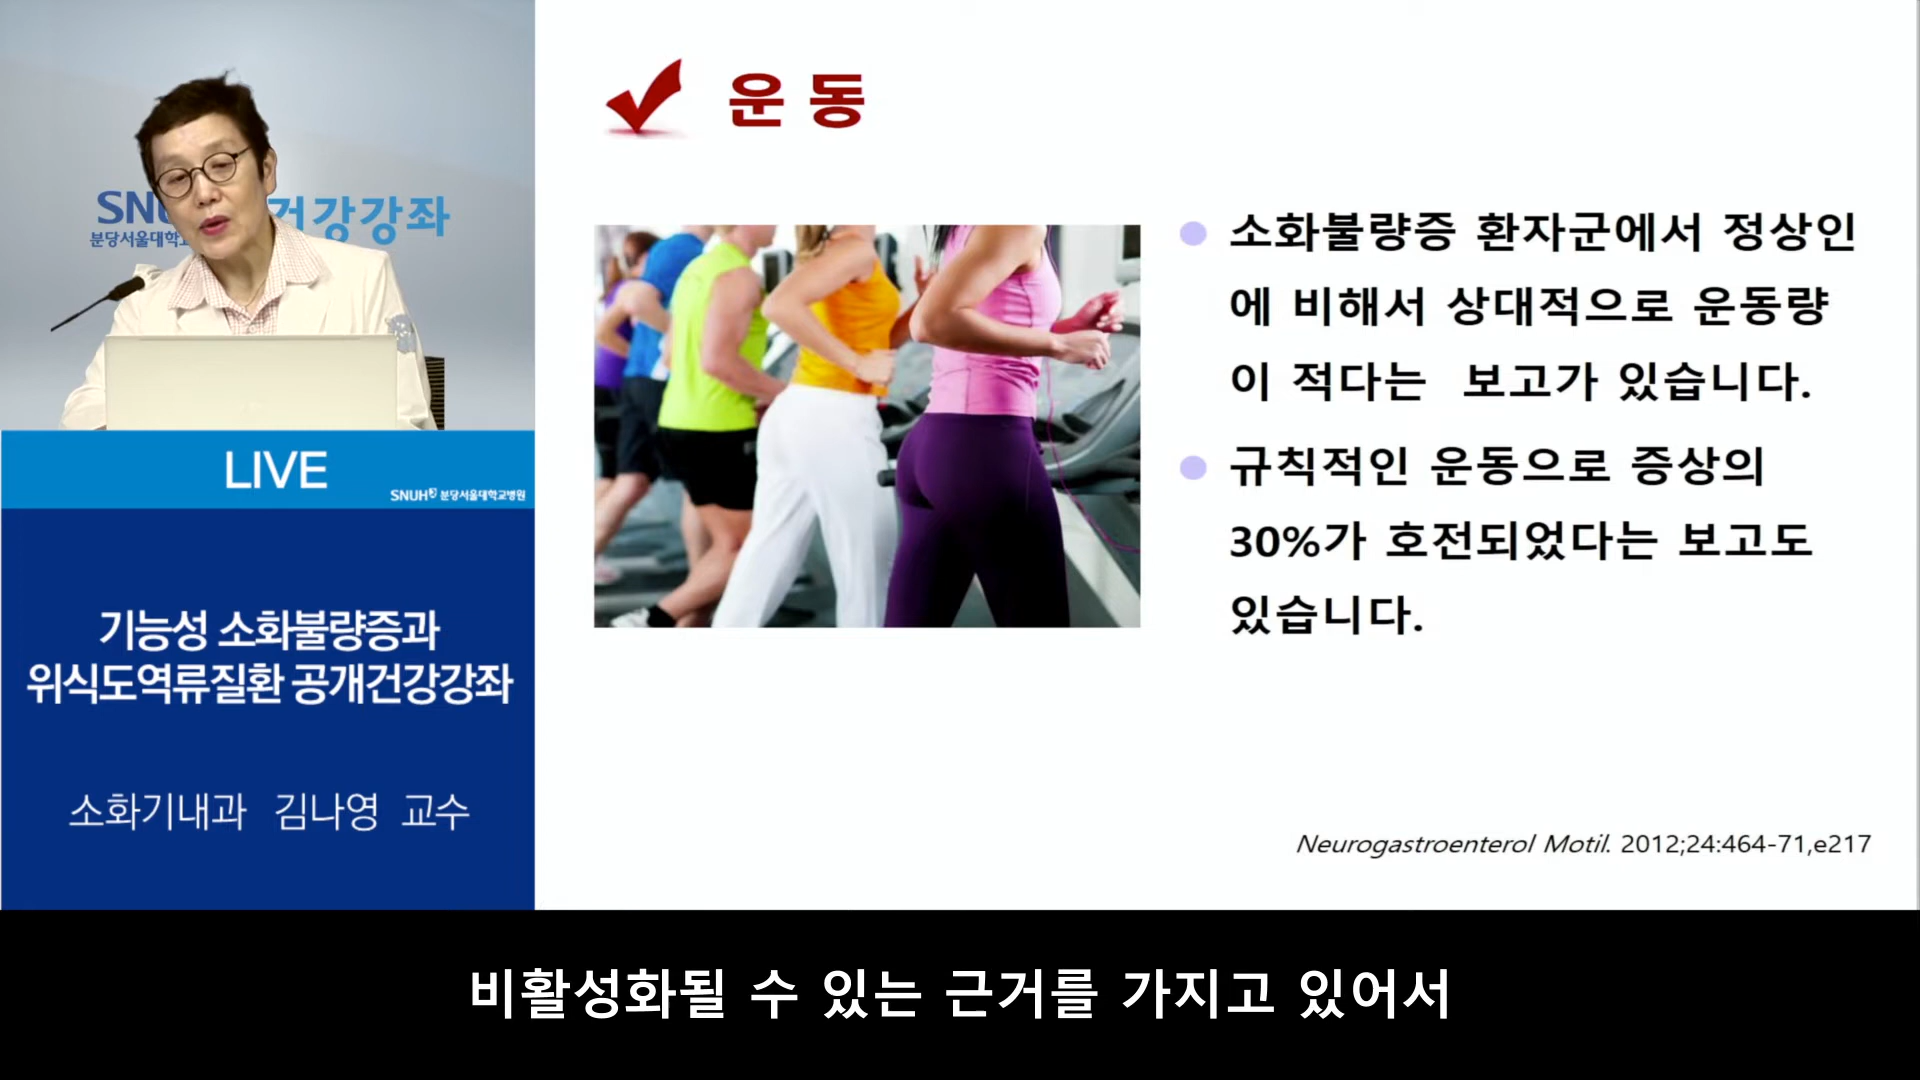 SNU
건강강좌
분당서울대학교
LIVE
SNUH 분당서울대학교병원
기능성 소화불량증과
위식도역류질환 공개건강강좌
소화기내과 김나영 교수
운 동
소화불량증 환자군에서 정상인
에 비해서 상대적으로 운동량
이 적다는 보고가 있습니다.
규칙적인 운동으로 증상의
30%가 호전되었다는 보고도
있습니다.
Neurogastroenterol Motil. 2012;24:464-71,e217
비활성화될 수 있는 근거를 가지고 있어서